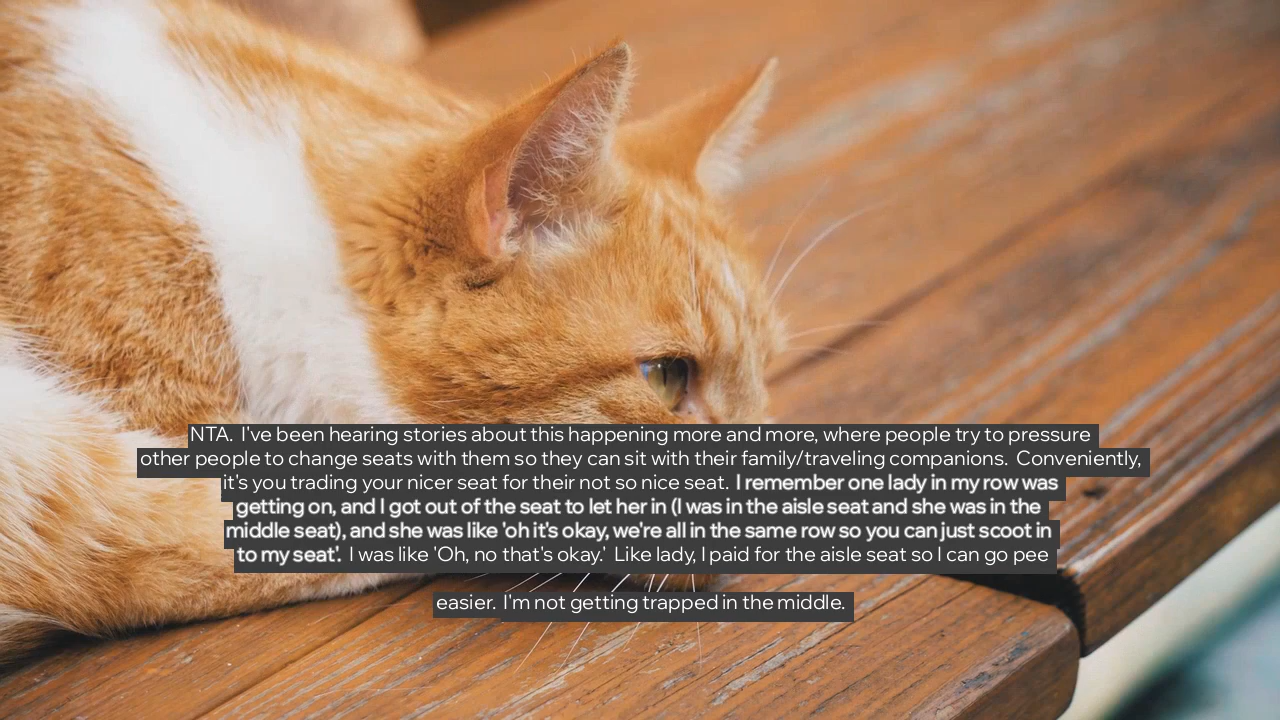 NTA. I've been hearing stories about this happening more and more, where people try to pressure
other people to change seats with them so they can sit with their family/traveling companions. Conveniently,
it's you trading your nicer seat for their not so nice seat. I remember one lady in my row was
getting on, and I got out of the seat to let her in (I was in the aisle seat and she was in the
middle seat), and she was like 'oh it's okay, we're all in the same row so you can just scoot in
to my seat'. I was like 'Oh, no that's okay.' Like lady, I paid for the aisle seat so I can go pee
easier. I'm not getting trapped in the middle.